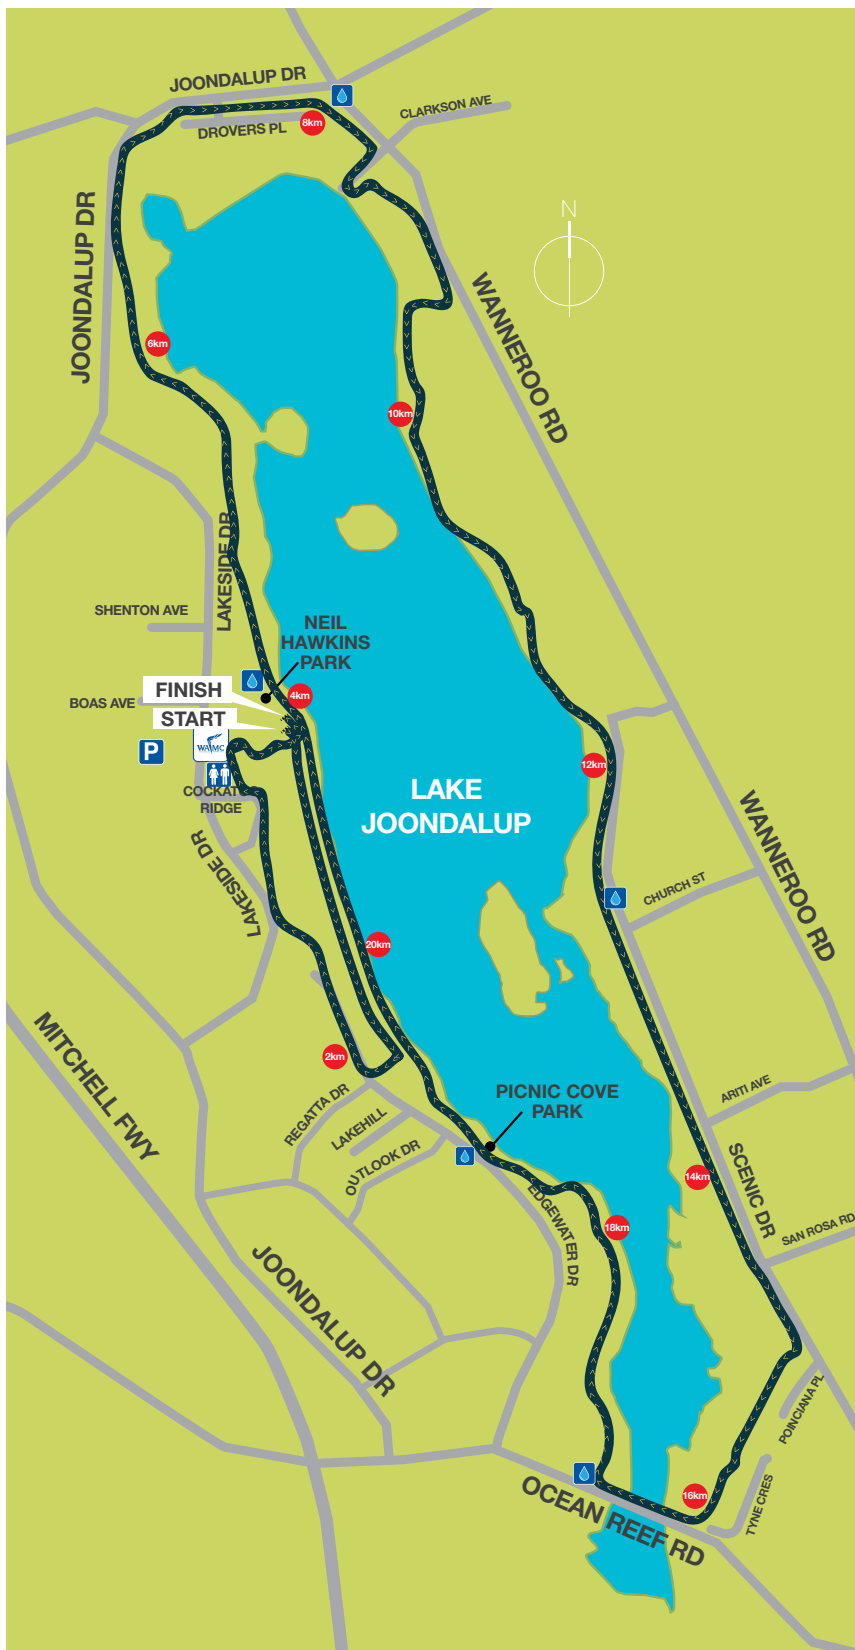 JOONDALUP DR
CLARKSON AVE
DROVERS PL
8km
N
JOONDALUP DR
WANNEROO RD
6km
10km
LAKESIDE DR
SHENTON AVE
NEIL
HAWKINS
PARK
BOAS AVE
FINISH
4km
START
P
WAMC
12km
COCKAT
RIDGE
LAKE
JOONDALUP
WANNEROO RD
LAKESIDE DR
CHURCH ST
20km
MITCHELL FWY
2km
REGATTA DR
LAKEHILL
OUTLOOK DR
PICNIC COVE
PARK
ARITI AVE
SCENIC DR
14km
EDGEWATER DR
18km
SAN ROSA RD
JOONDALUP DR
POINCIANA PL
16km
TYNE CRES
OCEAN REEF RD